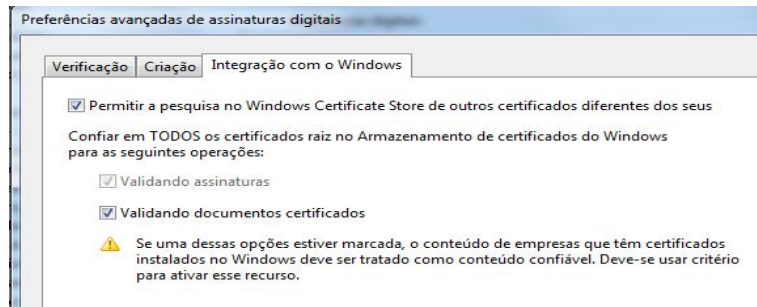 Preferências avançadas de assinaturas digitais
Verificação Criação Integração com o Windows
Permitir a pesquisa no Windows Certificate Store de outros certificados diferentes dos seus
Confiar em TODOS os certificados raiz no Armazenamento de certificados do Windows
para as seguintes operações:
Validando assinaturas
Validando documentos certificados
Se uma dessas opções estiver marcada, o conteúdo de empresas que têm certificados
instalados no Windows deve ser tratado como conteúdo confiável. Deve-se usar critério
para ativar esse recurso.